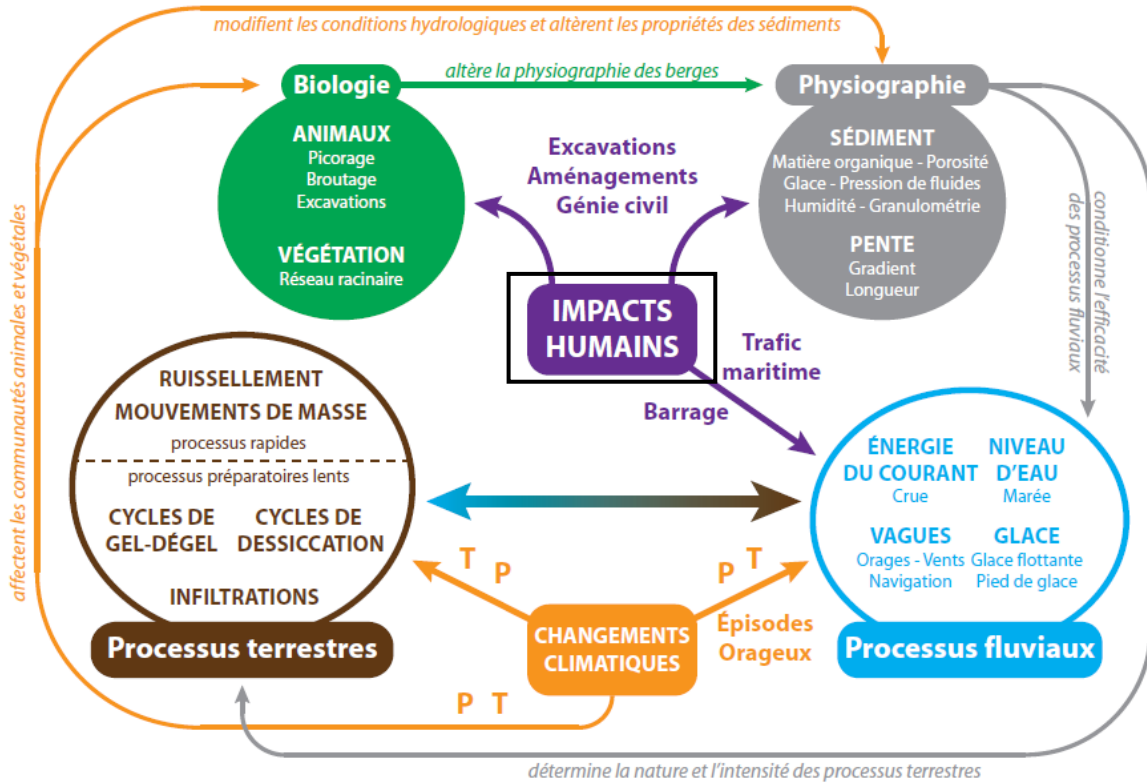 modifient les conditions hydrologiques et altèrent les propriétés des sédiments
Biologie
altère la physiographie des berges
Physiographie
ANIMAUX
Picorage
Broutage
Excavations
VÉGÉTATION
Réseau racinaire
Excavations
Aménagements
Génie civil
SÉDIMENT
Matière organique - Porosité
Glace - Pression de fluides
Humidité - Granulométrie
PENTE
Gradient
Longueur
conditionne l'efficacité
des processus fluviaux
affectent les communautés animales et végétales
IMPACTS
HUMAINS
Trafic
maritime
Barrage
RUISSELLEMENT
MOUVEMENTS DE MASSE
processus rapides
processus préparatoires lents
CYCLES DE
GEL-DÉGEL
CYCLES DE
DESSICCATION
INFILTRATIONS
Processus terrestres
ÉNERGIE
DU COURANT
Crue
NIVEAU
D'EAU
Marée
VAGUES
Orages - Vents
Navigation
GLACE
Glace flottante
Pied de glace
Processus fluviaux
T P
P T
CHANGEMENTS
CLIMATIQUES
Épisodes
Orageux
P T
détermine la nature et l'intensité des processus terrestres